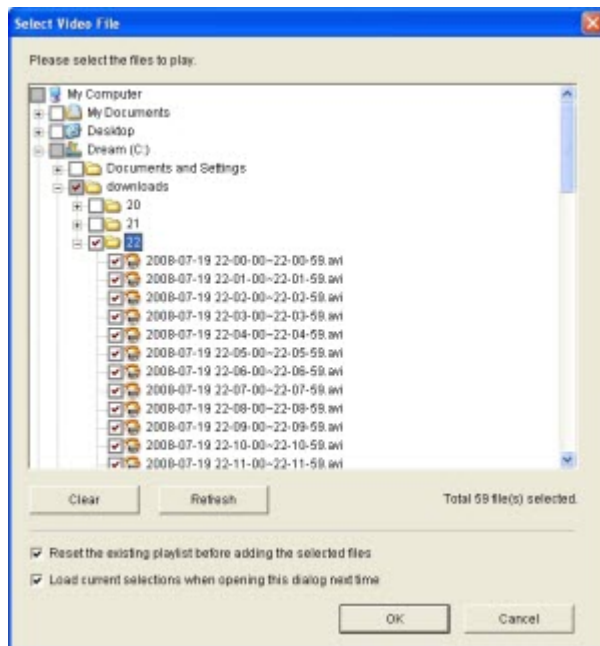 Select Video File
Please select the files to play.
My Computer
My Documents
Desktop
Dream (C:)
Documents and Settings
downloads
20
21
22
2008-07-19 22-00-00~22-00-59.avi
2008-07-19 22-01-00~22-01-59.avi
2008-07-19 22-02-00~22-02-59.avi
2008-07-19 22-03-00~22-03-59.avi
2008-07-19 22-04-00~22-04-59.avi
2008-07-19 22-05-00~22-05-59.avi
2008-07-19 22-06-00~22-06-59.avi
2008-07-19 22-07-00~22-07-59.avi
2008-07-19 22-08-00~22-08-59.avi
2008-07-19 22-09-00~22-09-59.avi
2008-07-19 22-10-00~22-10-59.avi
2008-07-19 22-11-00~22-11-59.avi
Clear
Refresh
Total 59 file(s) selected.
Reset the existing playlist before adding the selected files
Load current selections when opening this dialog next time
OK
Cancel